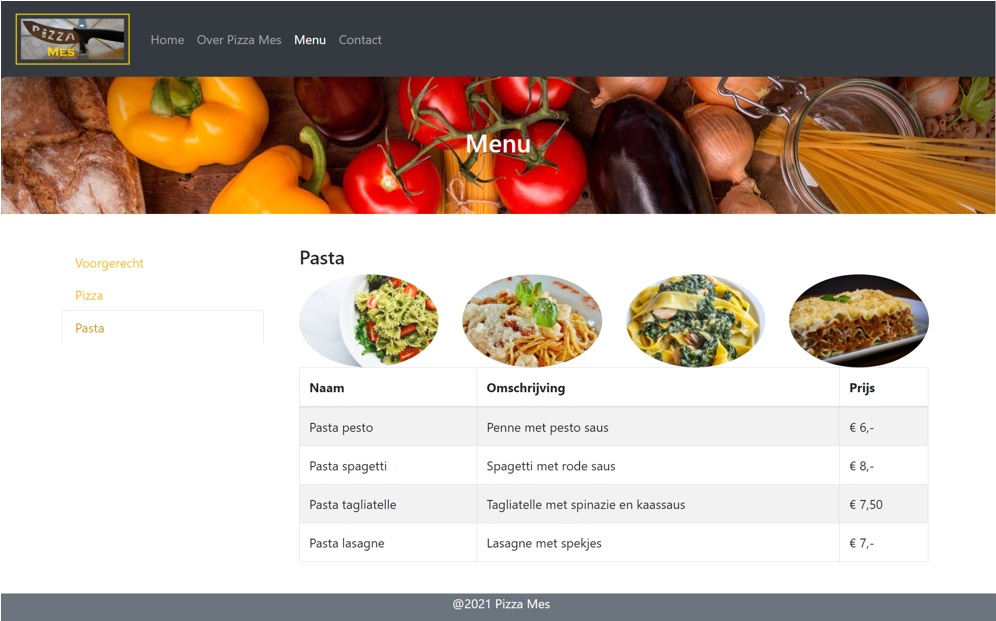 PIZZA
MES
Home Over Pizza Mes Menu Contact
Menu
Voorgerecht
Pizza
Pasta
Pasta
Naam Omschrijving Prijs
Pasta pesto Penne met pesto saus € 6,-
Pasta spagetti Spagetti met rode saus € 8,-
Pasta tagliatelle Tagliatelle met spinazie en kaassaus € 7,50
Pasta lasagne Lasagne met spekjes € 7,-
@2021 Pizza Mes